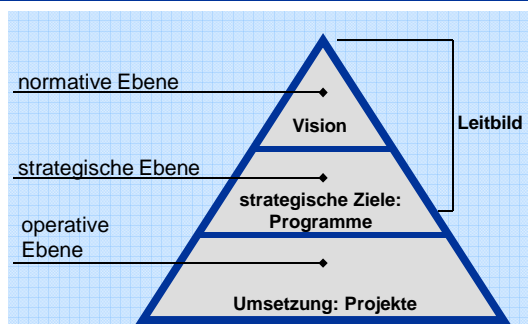 normative Ebene
Vision
Leitbild
strategische Ebene
strategische Ziele:
Programme
operative
Ebene
Umsetzung: Projekte